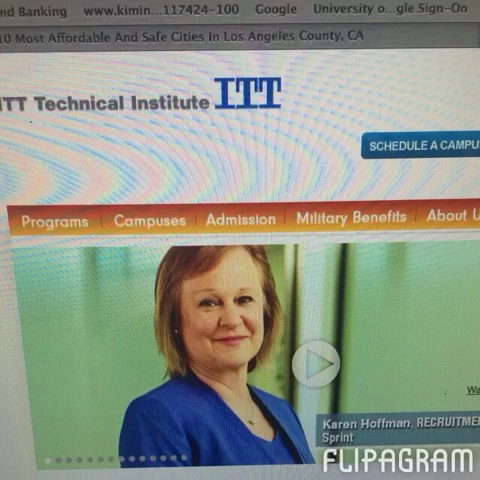 nd Banking www.kimin...117424-100 Google University o...gle Sign-On
10 Most Affordable And Safe Cities In Los Angeles County, CA
ITT Technical Institute ITT
SCHEDULE A CAMPU
Programs Campuses Admission Military Benefits About U
Wa
Karen Hoffman, RECRUITME
Sprint
FLIPAGRAM